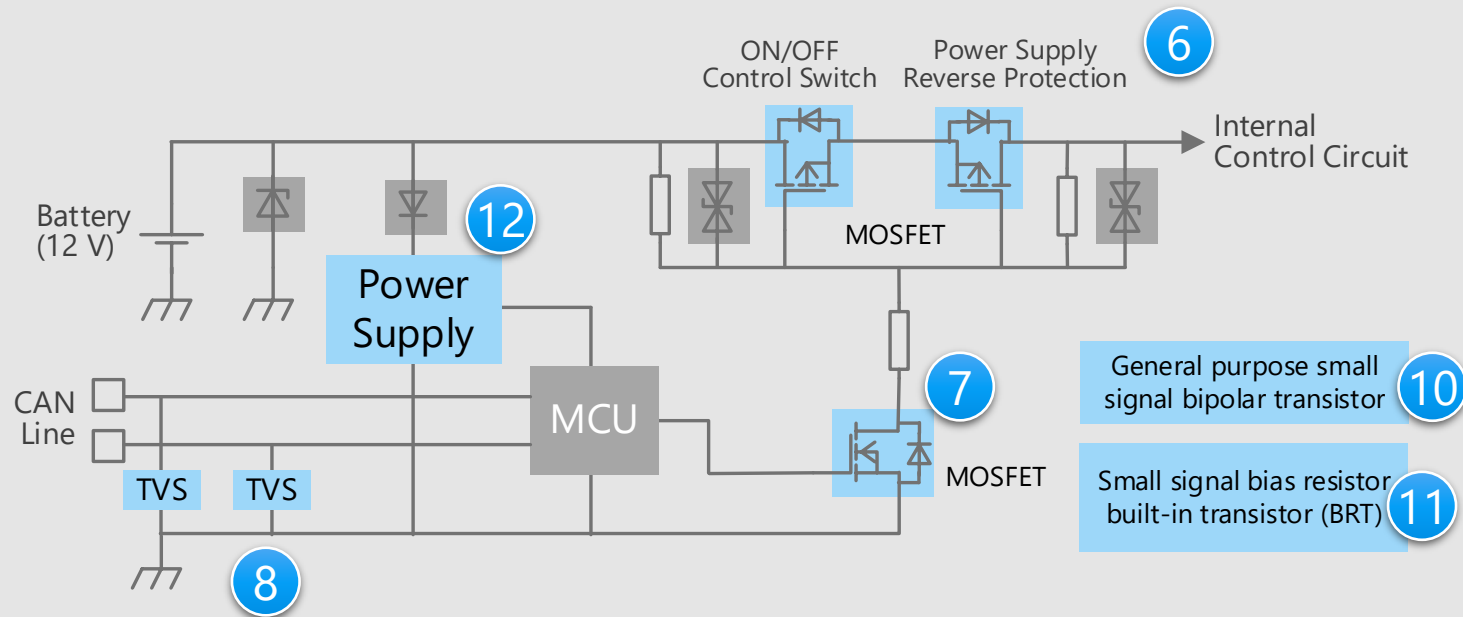 ON/OFF
Control Switch
Power Supply
Reverse Protection
6
Internal
Control Circuit
Battery
(12 V)
12
MOSFET
Power
Supply
7
General purpose small
signal bipolar transistor
10
CAN
Line
MCU
TVS
TVS
MOSFET
Small signal bias resistor
built-in transistor (BRT)
11
8